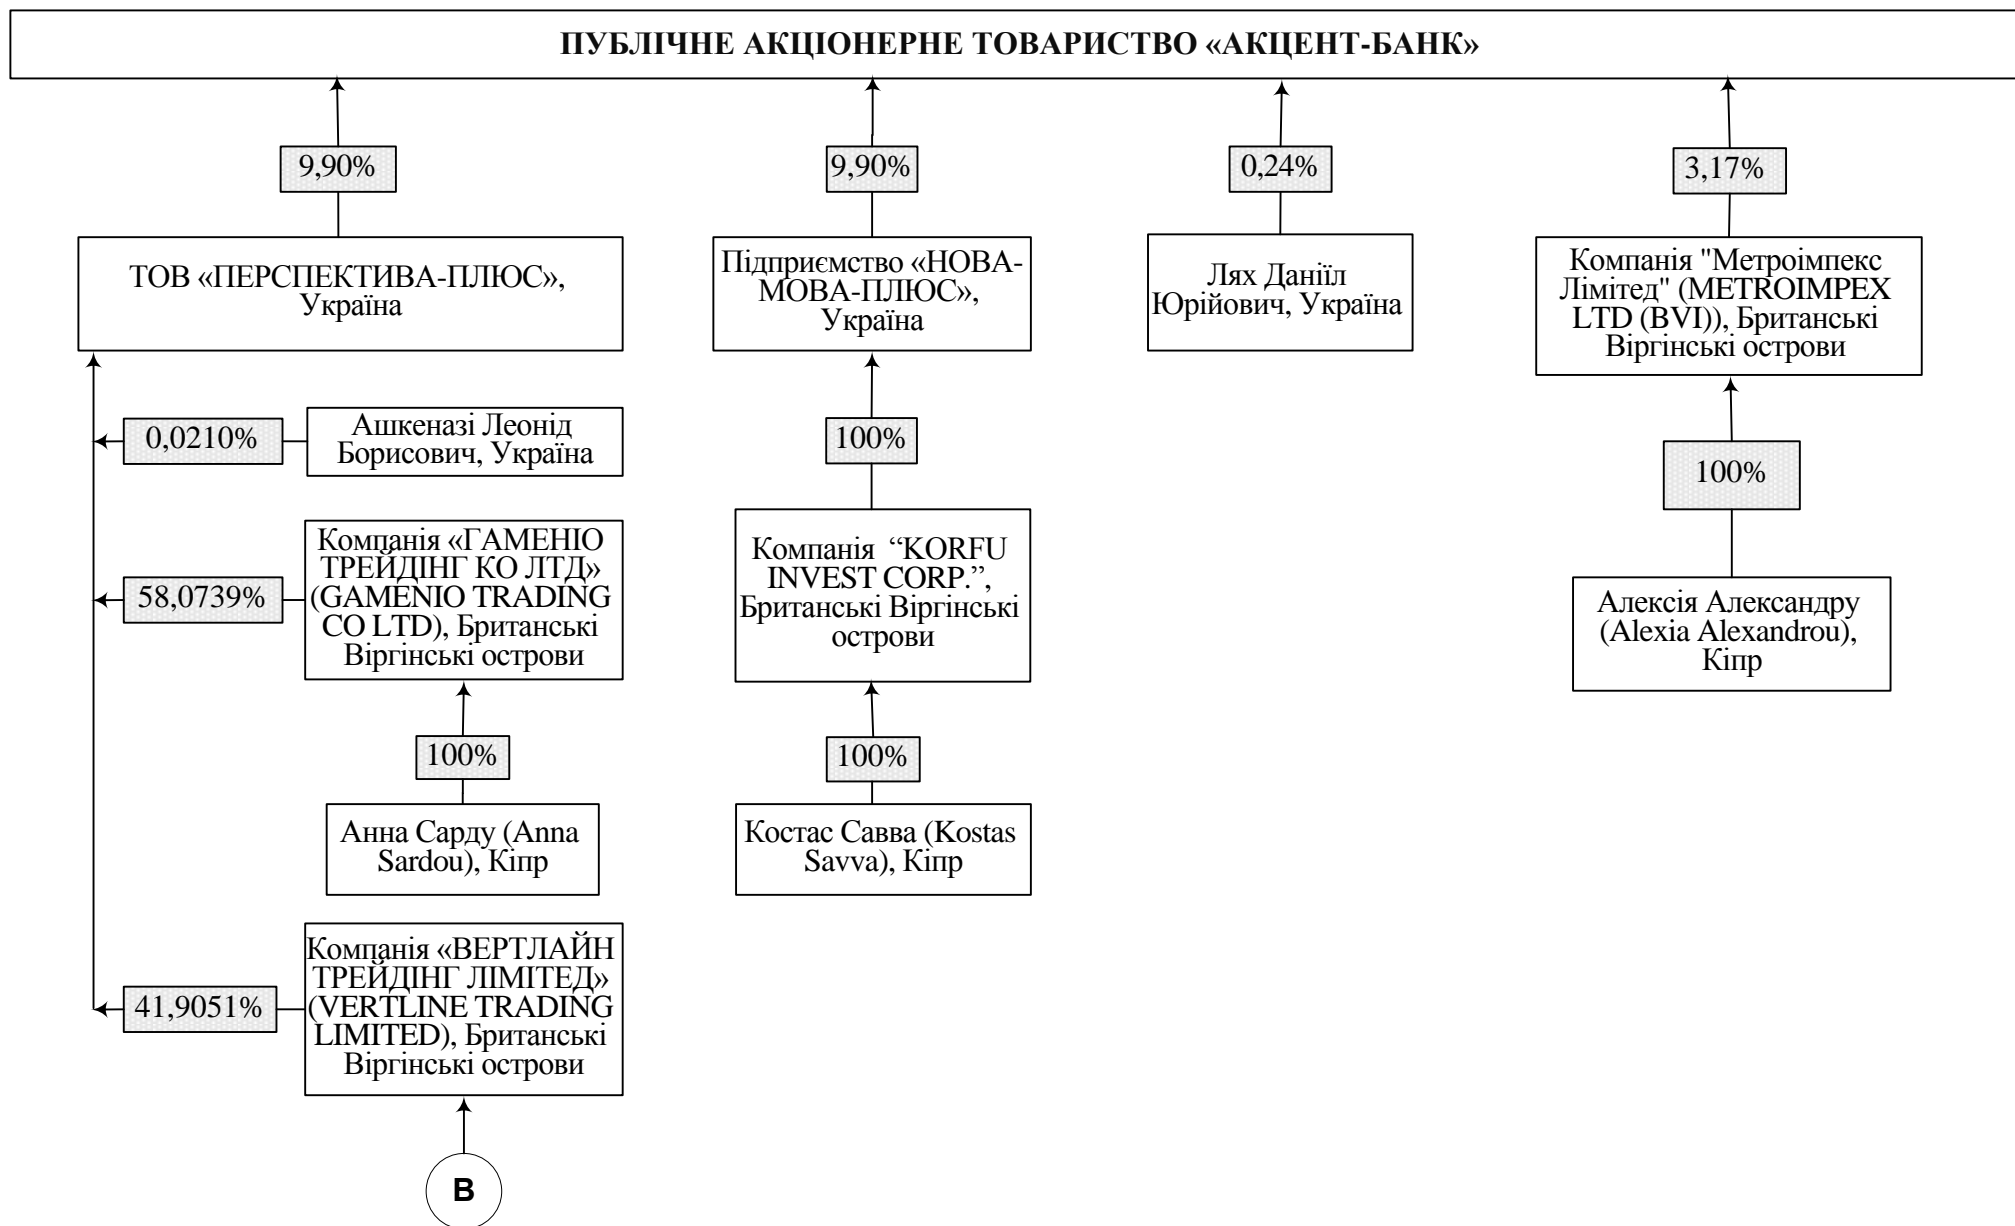 ПУБЛІЧНЕ АКЦІОНЕРНЕ ТОВАРИСТВО «АКЦЕНТ-БАНК»
9,90%
9,90%
0,24%
3,17%
ТОВ «ПЕРСПЕКТИВА-ПЛЮС»,
Україна
Підприємство «НОВА-
МОВА-ПЛЮС»,
Україна
Лях Даніїл
Юрійович, Україна
Компанія "Метроімпекс
Лімітед" (METROIMPEX
LTD (BVI)), Британські
Віргінські острови
0,0210%
Ашкеназі Леонід
Борисович, Україна
100%
100%
58,0739%
Компанія «ГАМЕНІО
ТРЕЙДІНГ КО ЛТД»
(GAMENIO TRADING
CO LTD), Британські
Віргінські острови
Компанія “KORFU
INVEST CORP.”,
Британські Віргінські
острови
Алексія Александру
(Alexia Alexandrou),
Кіпр
100%
100%
Анна Сарду (Anna
Sardou), Кіпр
Костас Савва (Kostas
Savva), Кіпр
41,9051%
Компанія «ВЕРТЛАЙН
ТРЕЙДІНГ ЛІМІТЕД»
(VERTLINE TRADING
LIMITED), Британські
Віргінські острови
B